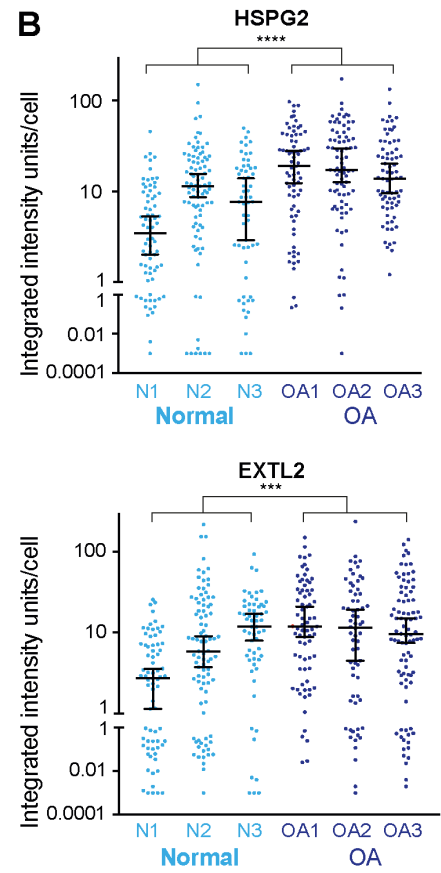 B
HSPG2
****
Integrated intensity units/cell
100
10
1
1
0.01
0.0001
N1 N2 N3 OA1 OA2 OA3
Normal OA
EXTL2
***
Integrated intensity units/cell
100
10
1
1
0.01
0.0001
N1 N2 N3 OA1 OA2 OA3
Normal OA